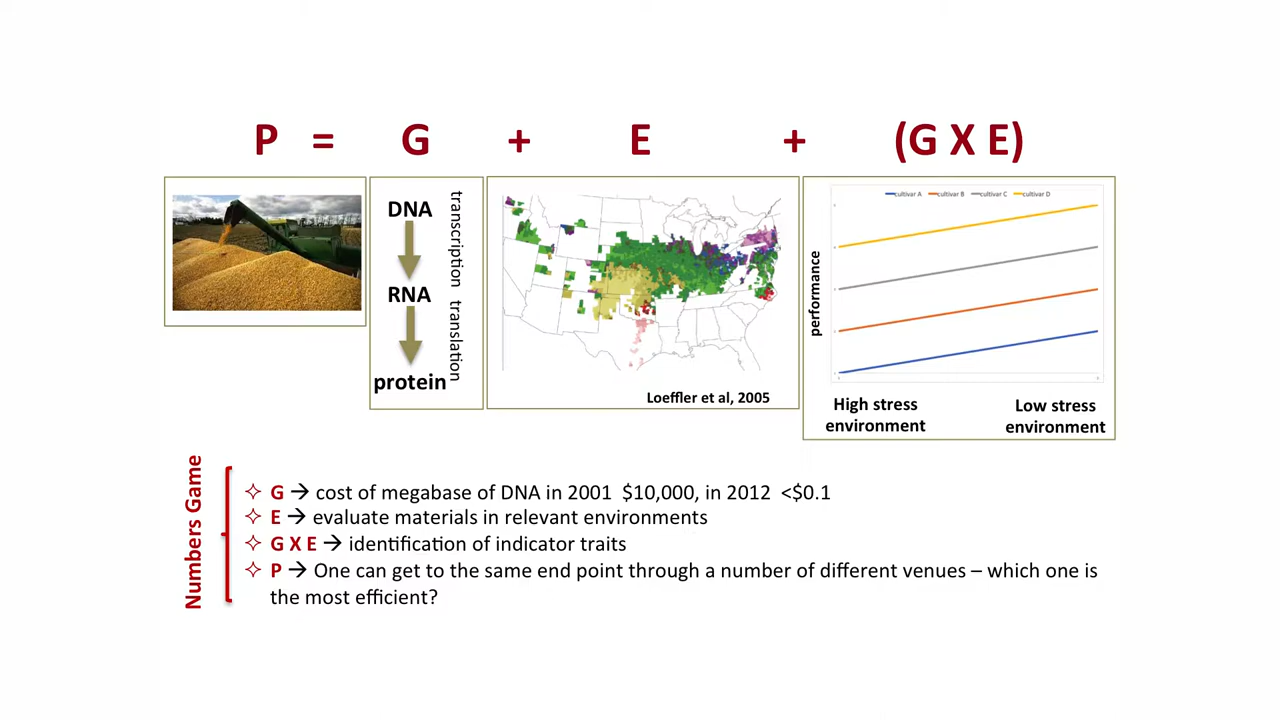 P = G + E + (G X E)
DNA
transcription
RNA
translation
protein
Loeffler et al, 2005
cultivar A cultivar B cultivar C cultivar D
performance
High stress
environment
Low stress
environment
Numbers Game
✧ G → cost of megabase of DNA in 2001 $10,000, in 2012 <$0.1
✧ E → evaluate materials in relevant environments
✧ G X E → identification of indicator traits
✧ P → One can get to the same end point through a number of different venues – which one is
the most efficient?